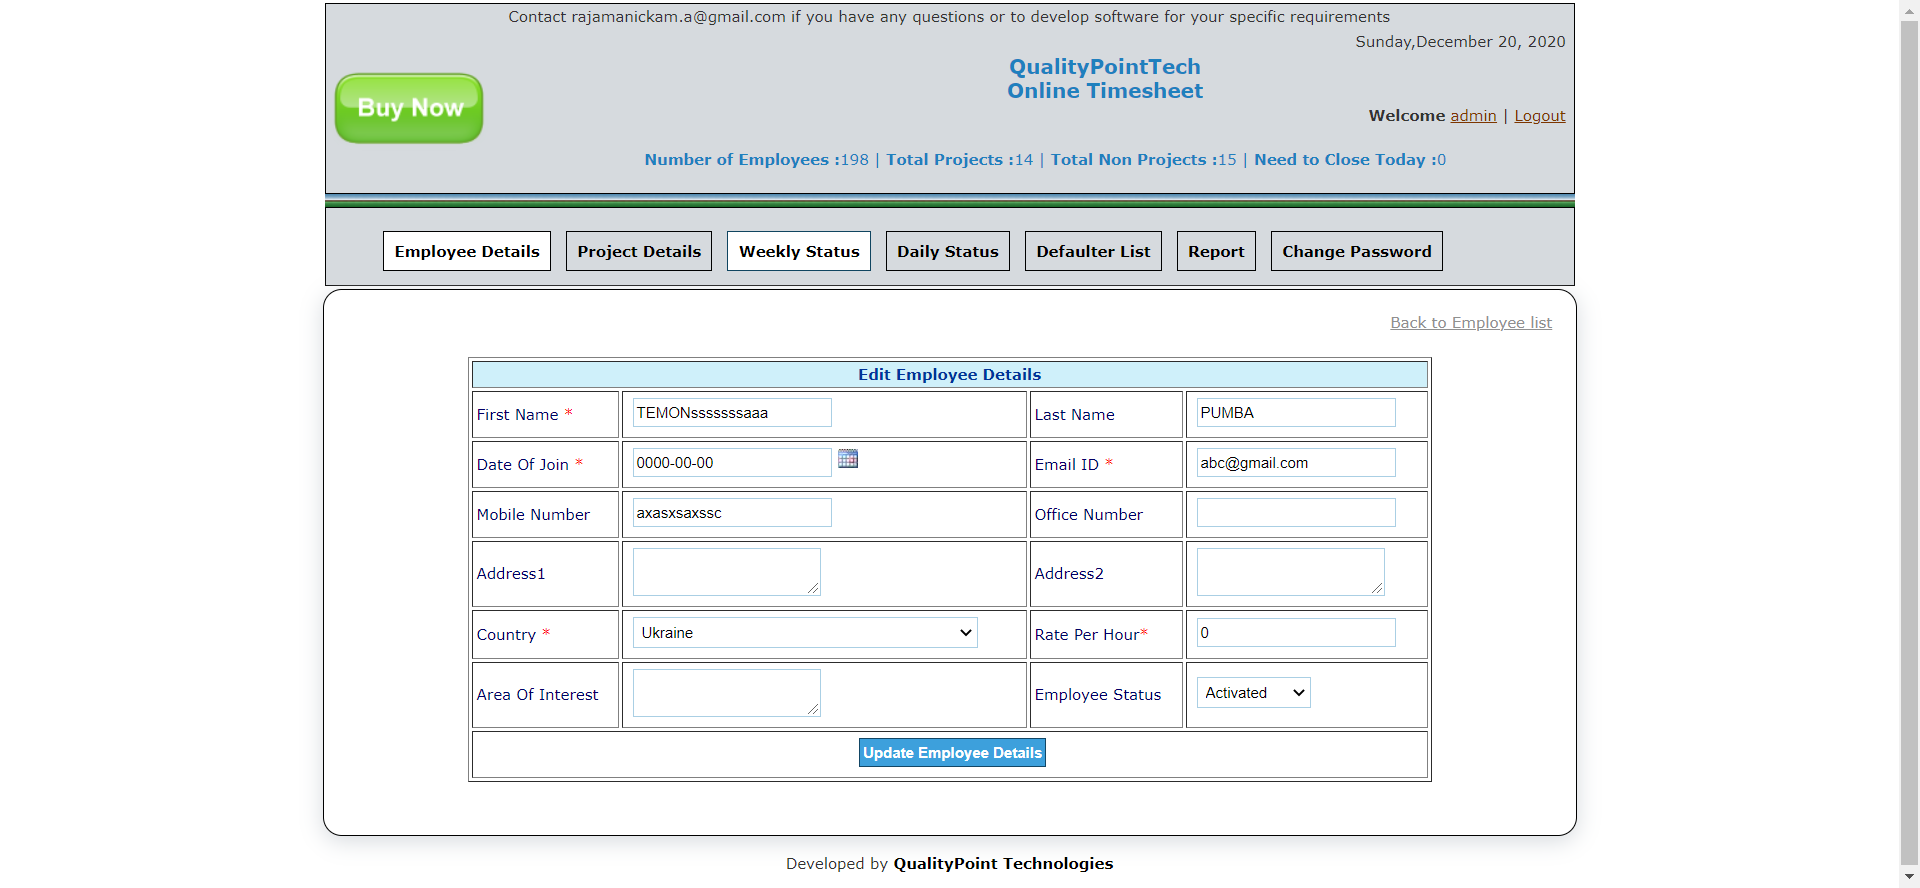 Contact rajamanickam.a@gmail.com if you have any questions or to develop software for your specific requirements
Sunday,December 20, 2020
QualityPointTech
Online Timesheet
Buy Now
Welcome admin | Logout
Number of Employees :198 | Total Projects :14 | Total Non Projects :15 | Need to Close Today :0
Employee Details Project Details Weekly Status Daily Status Defaulter List Report Change Password
Back to Employee list
Edit Employee Details
First Name * TEMONsssssssaaa Last Name PUMBA
Date Of Join * 0000-00-00 Email ID * abc@gmail.com
Mobile Number axasxsaxssc Office Number
Address1 Address2
Country * Ukraine Rate Per Hour* 0
Area Of Interest Employee Status Activated
Update Employee Details
Developed by QualityPoint Technologies